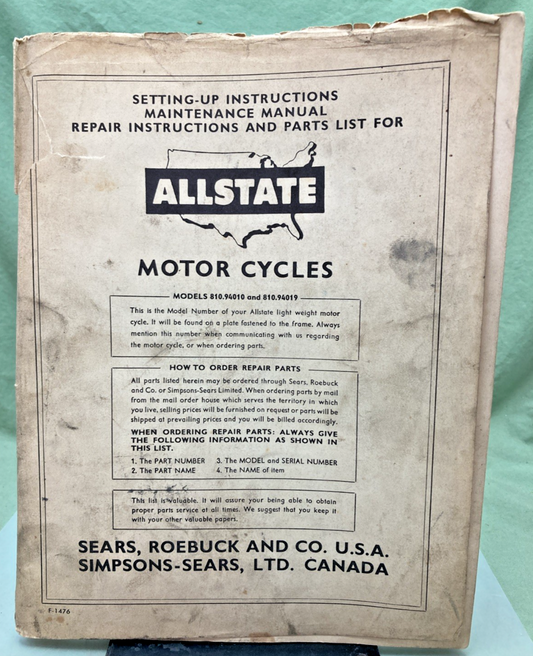 SETTING-UP INSTRUCTIONS
MAINTENANCE MANUAL
REPAIR INSTRUCTIONS AND PARTS LIST FOR
ALLSTATE
MOTOR CYCLES
MODELS 810.94010 and 810.94019
This is the Model Number of your Allstate light weight motor
cycle. It will be found on a plate fastened to the frame. Always
mention this number when communicating with us regarding
the motor cycle, or when ordering parts.
HOW TO ORDER REPAIR PARTS
All parts listed herein may be ordered through Sears, Roebuck
and Co. or Simpsons-Sears Limited. When ordering parts by mail
from the mail order house which serves the territory in which
you live, selling prices will be furnished on request or parts will be
shipped at prevailing prices and you will be billed accordingly.
WHEN ORDERING REPAIR PARTS: ALWAYS GIVE
THE FOLLOWING INFORMATION AS SHOWN IN
THIS LIST.
1. The PART NUMBER 3. The MODEL and SERIAL NUMBER
2. The PART NAME 4. The NAME of item
This list is valuable. It will assure your being able to obtain
proper parts service at all times. We suggest that you keep it
with your other valuable papers.
SEARS, ROEBUCK AND CO. U.S.A.
SIMPSONS-SEARS, LTD. CANADA
F-1476